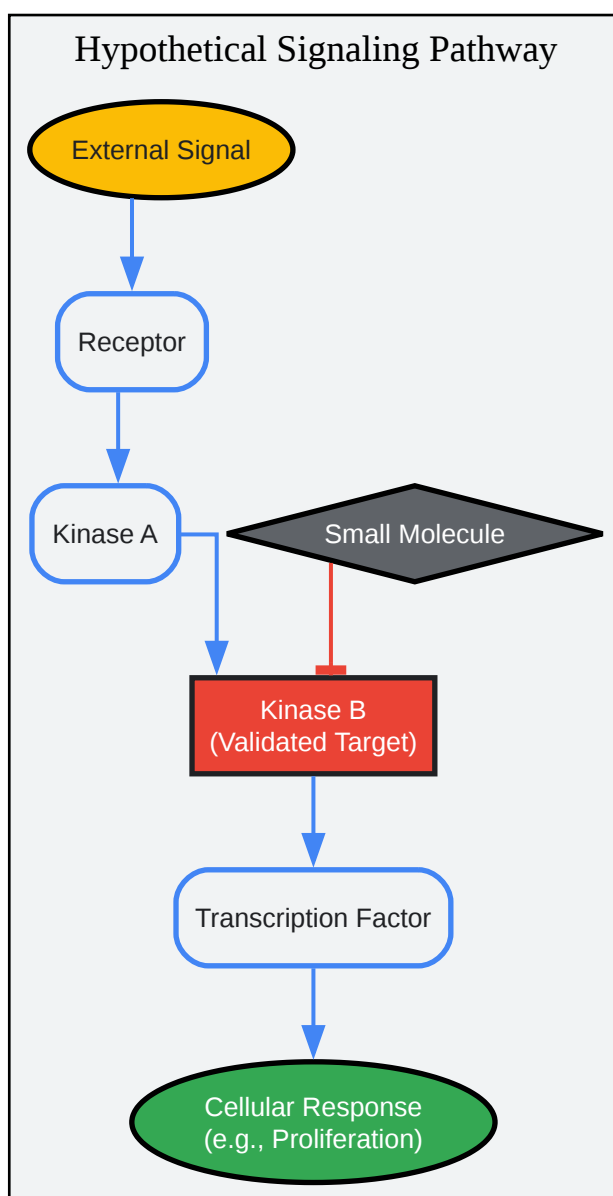 Hypothetical Signaling Pathway
External Signal
Receptor
Kinase A
Small Molecule
Kinase B
(Validated Target)
Transcription Factor
Cellular Response
(e.g., Proliferation)